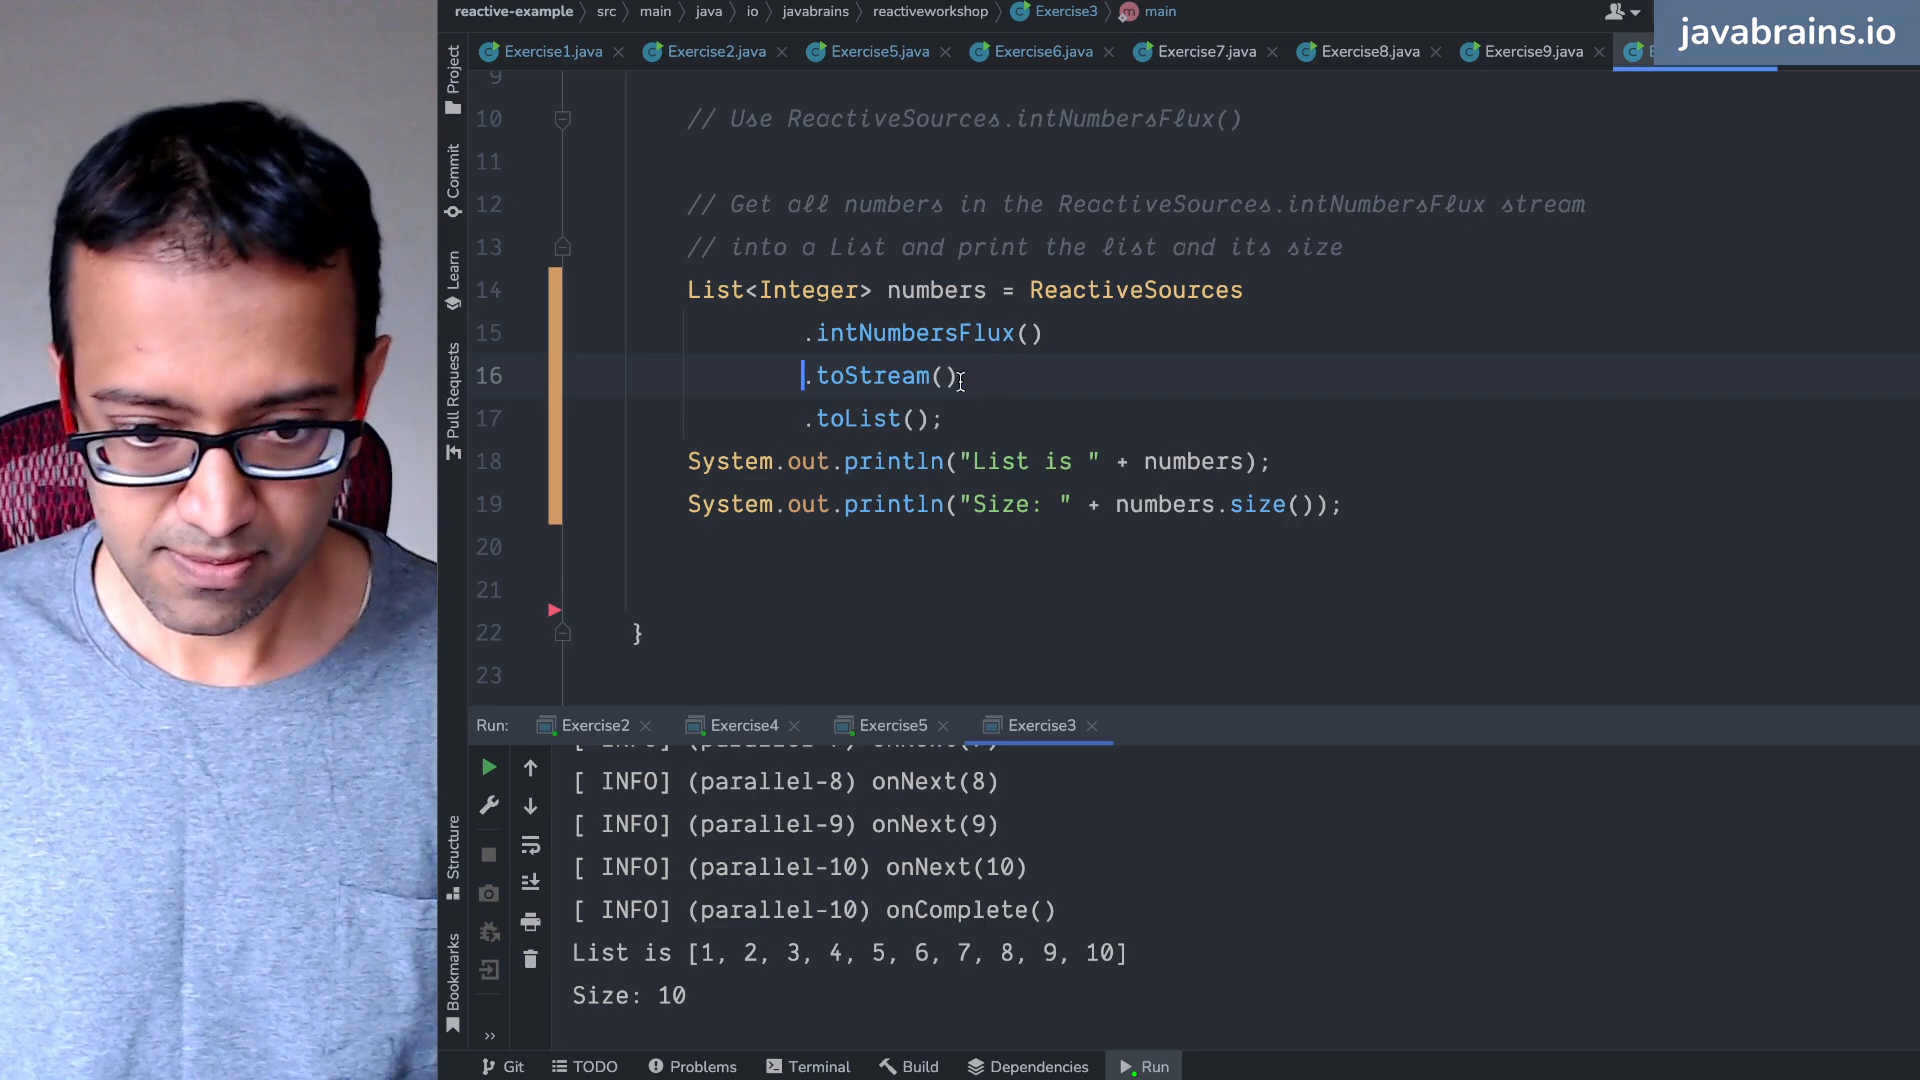 reactive-example src main java io javabrains reactiveworkshop Exercise3 main
javabrains.io
Exercise1.java Exercise2.java Exercise5.java Exercise6.java Exercise7.java Exercise8.java Exercise9.java
Project
Commit
Learn
Pull Requests
Structure
Bookmarks
9
10 // Use ReactiveSources.intNumbersFlux()
11
12 // Get all numbers in the ReactiveSources.intNumbersFlux stream
13 // into a List and print the list and its size
14 List<Integer> numbers = ReactiveSources
15 .intNumbersFlux()
16 .toStream()
17 .toList();
18 System.out.println("List is " + numbers);
19 System.out.println("Size: " + numbers.size());
20
21
22 }
23
Run: Exercise2 Exercise4 Exercise5 Exercise3
[ INFO] (parallel-7) onNext(7)
[ INFO] (parallel-8) onNext(8)
[ INFO] (parallel-9) onNext(9)
[ INFO] (parallel-10) onNext(10)
[ INFO] (parallel-10) onComplete()
List is [1, 2, 3, 4, 5, 6, 7, 8, 9, 10]
Size: 10
Git TODO Problems Terminal Build Dependencies Run